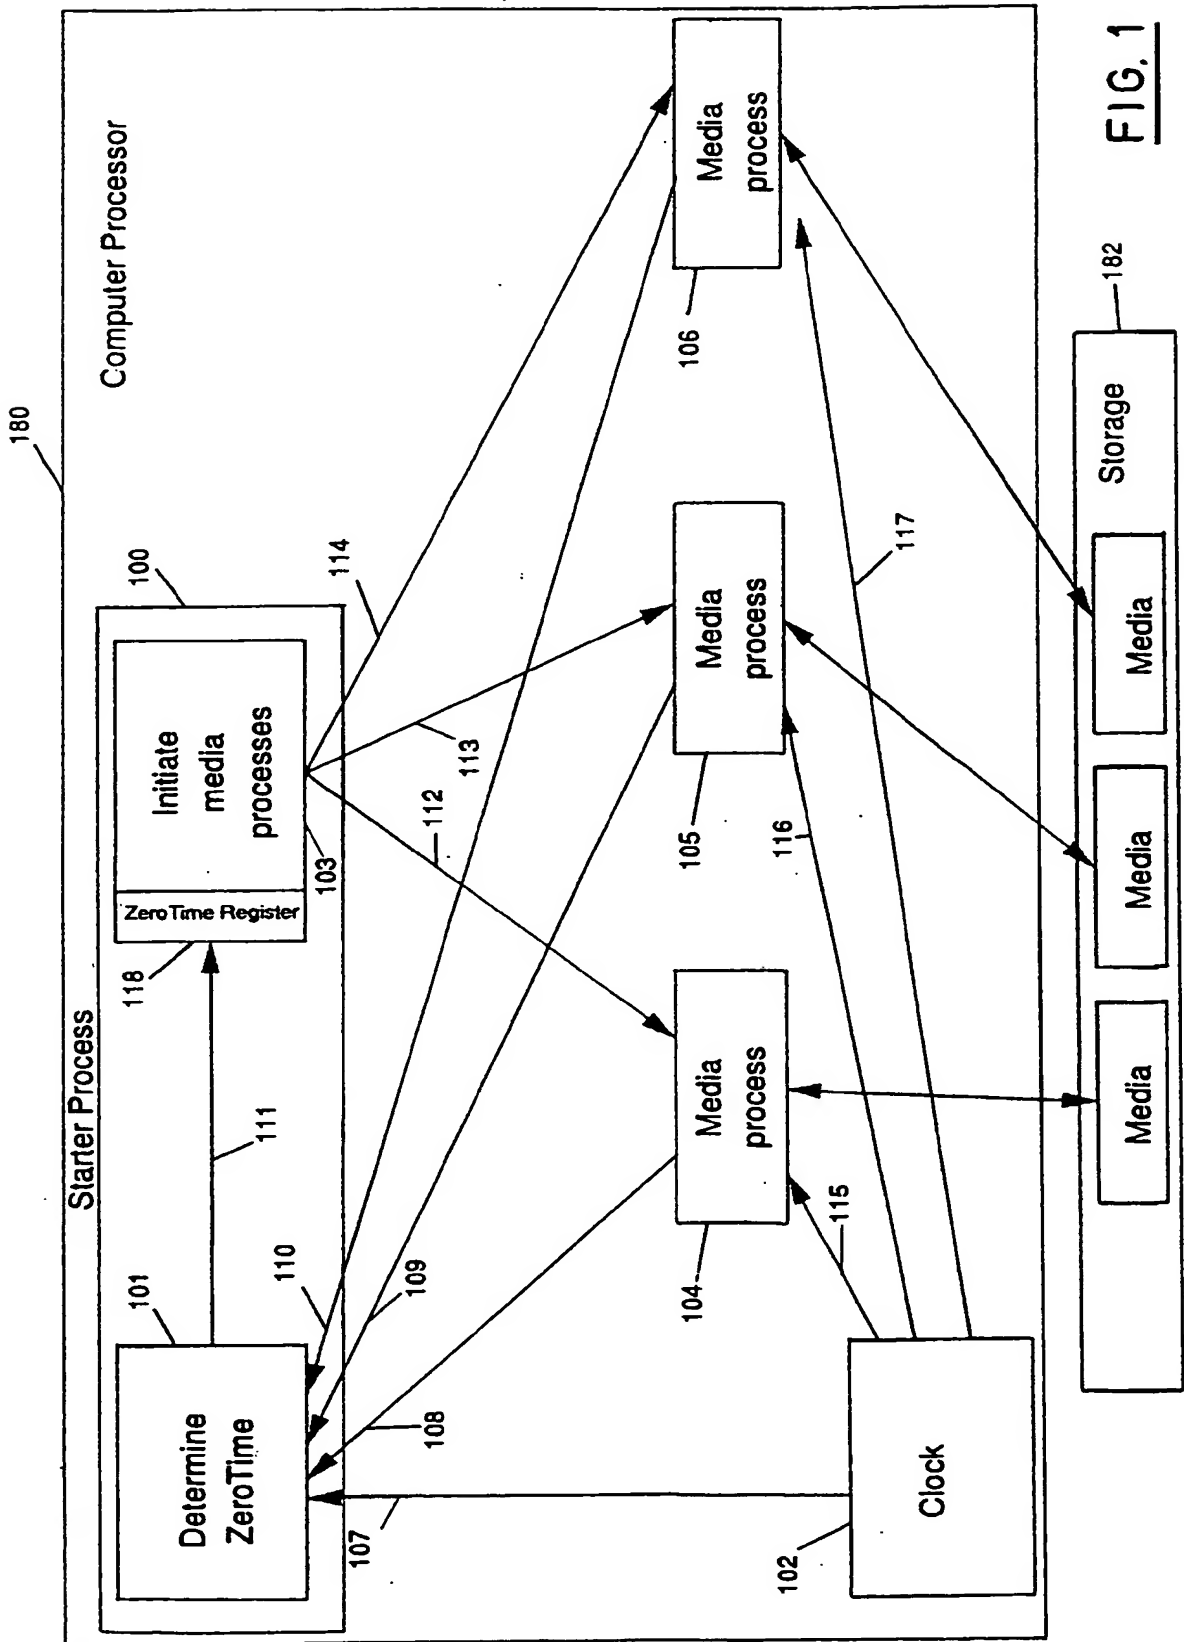 180
Computer Processor
Starter Process
100
101
Determine
ZeroTime
111
118
ZeroTime Register
Initiate
media
processes
103
114
110
109
108
107
112
113
104
Media
process
105
Media
process
106
Media
process
102
Clock
115
116
117
182
Storage
Media
Media
Media
FIG. 1